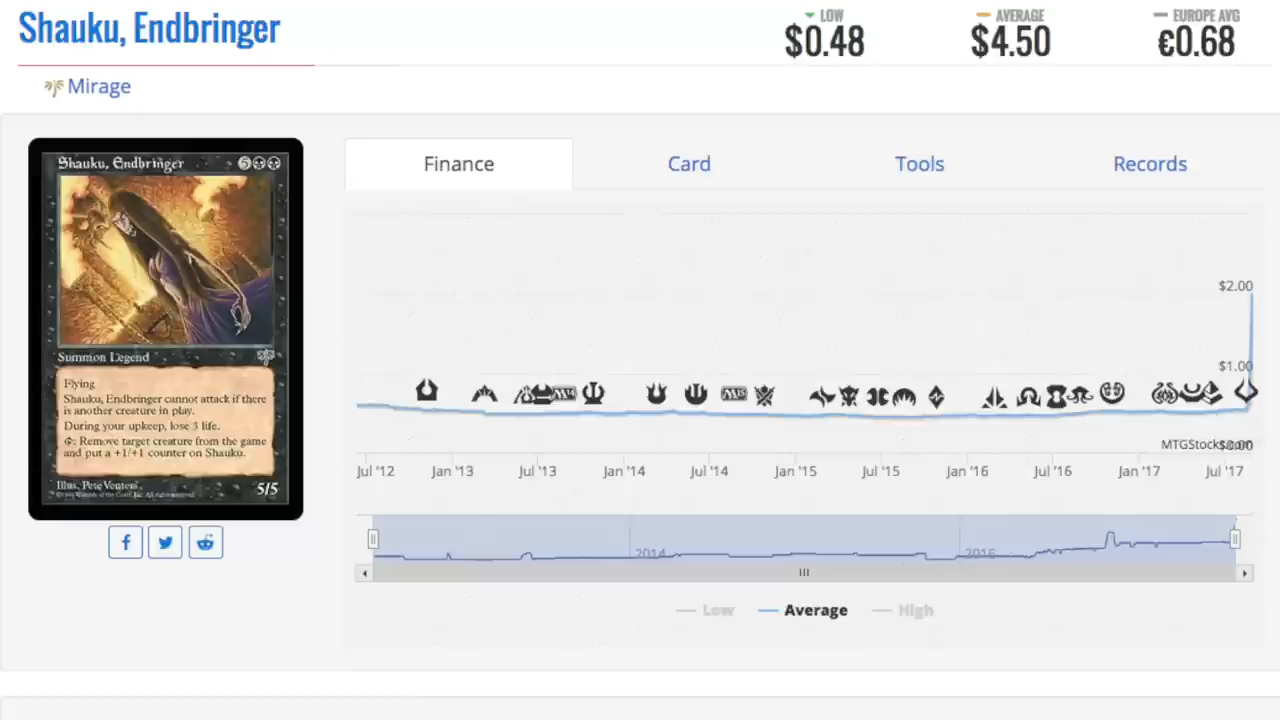 Shauku, Endbringer
LOW
AVERAGE
EUROPE AVG
$0.48
$4.50
€0.68
Mirage
Finance
Card
Tools
Records
Shauku, Endbringer
5
Summon Legend
Flying
Shauku, Endbringer cannot attack if there
is another creature in play.
During your upkeep, lose 3 life.
: Remove target creature from the game
and put a +1/+1 counter on Shauku.
Illus. Pete Venters
5/5
$2.00
$1.00
$0.00
MTGStocks.com
M15
Jul '12
Jan '13
Jul '13
Jan '14
Jul '14
Jan '15
Jul '15
Jan '16
Jul '16
Jan '17
Jul '17
2014
2016
Low
Average
High